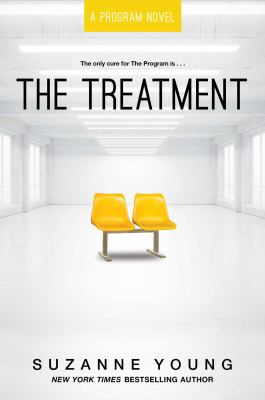 A PROGRAM NOVEL
The only cure for The Program is . . .
THE TREATMENT
SUZANNE YOUNG
NEW YORK TIMES BESTSELLING AUTHOR